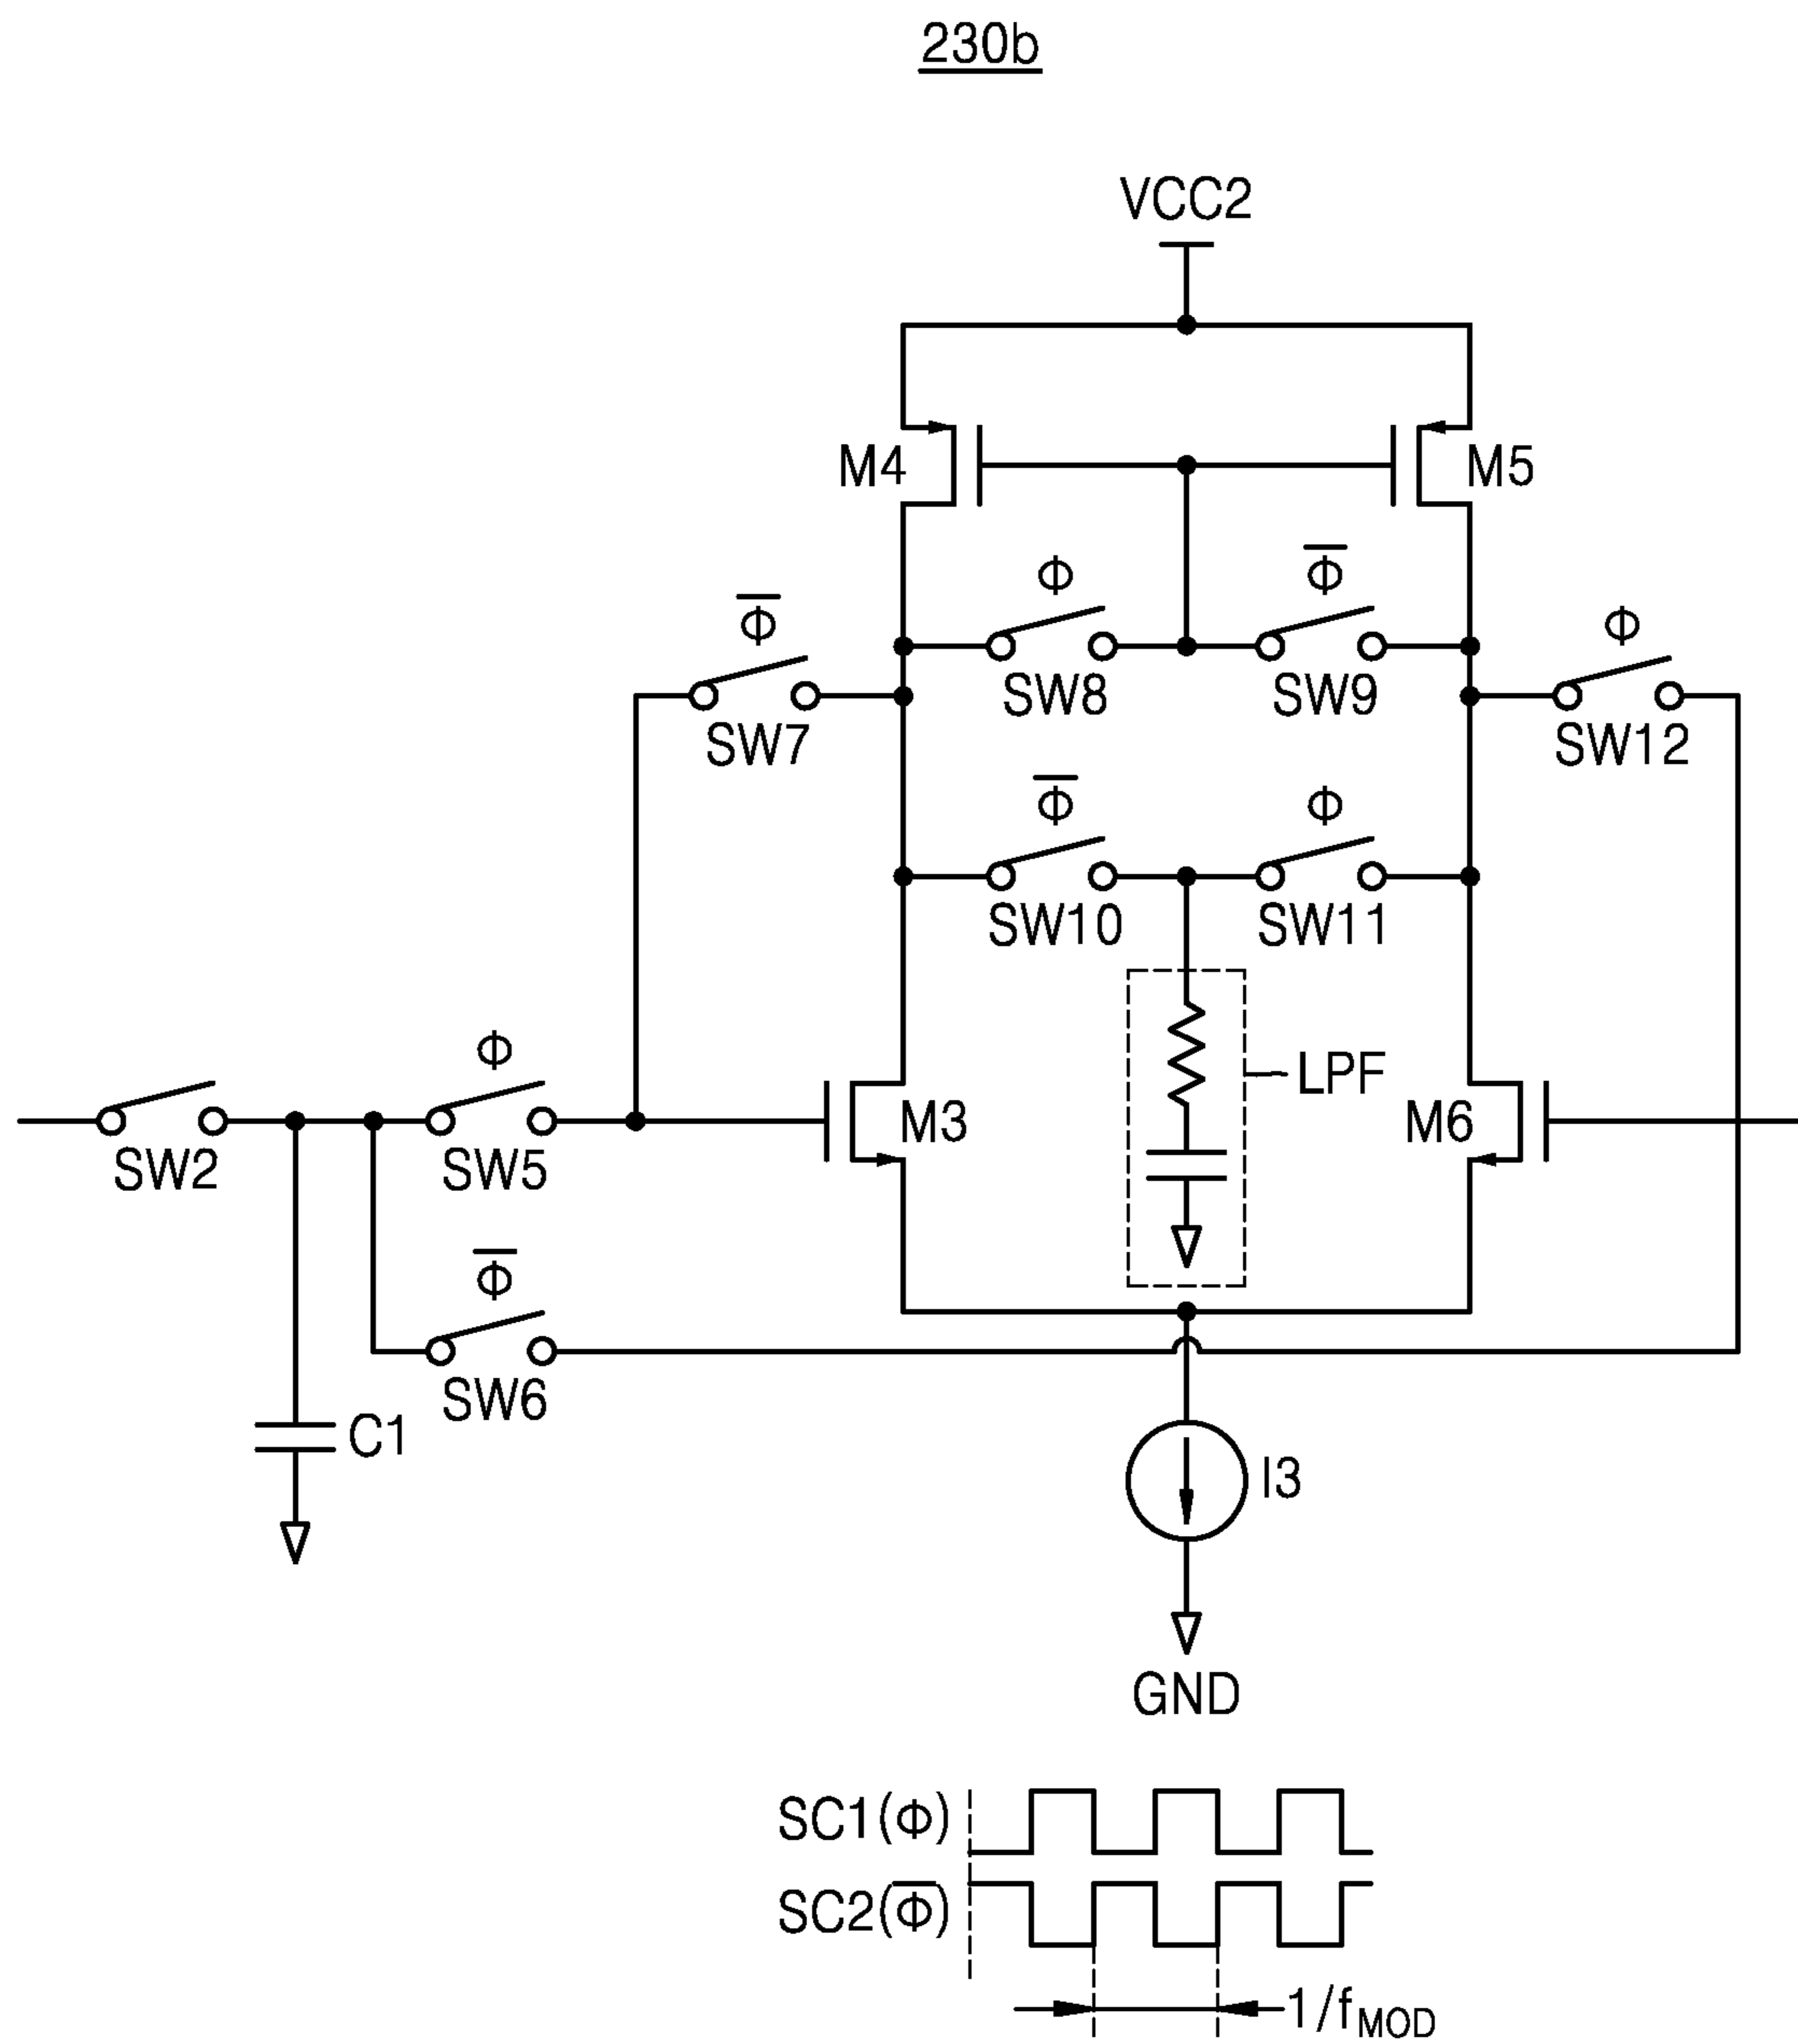 230b
VCC2
M4
M5
Φ
Φ̅
Φ̅
Φ
SW8
SW9
SW7
SW12
Φ̅
Φ
SW10
SW11
Φ
LPF
M3
M6
SW2
SW5
Φ̅
SW6
C1
I3
GND
SC1(Φ)
SC2(Φ̅)
1/fMOD